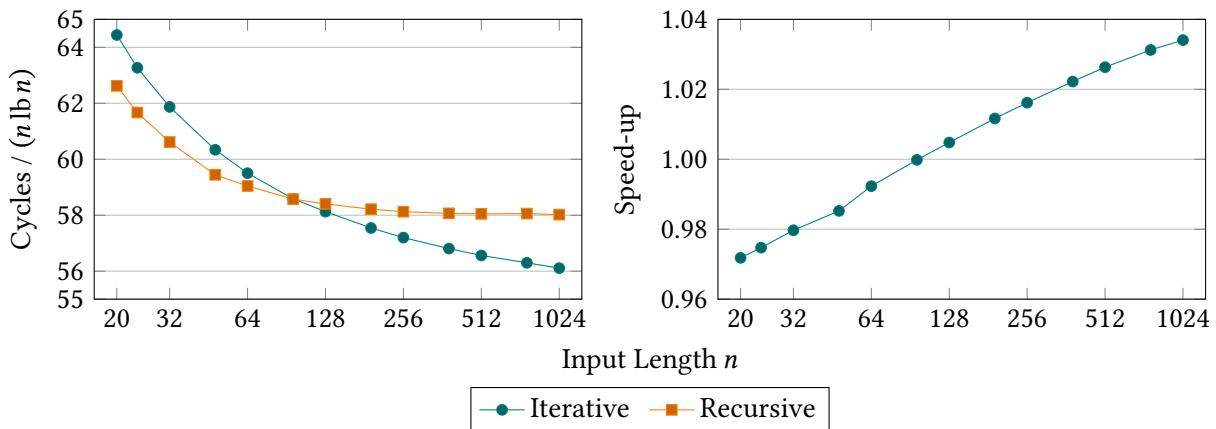 Cycles / (n lb n)
65
64
62
60
58
56
55
20 32 64 128 256 512 1024
Speed-up
1.04
1.02
1.00
0.98
0.96
20 32 64 128 256 512 1024
Input Length n
Iterative Recursive